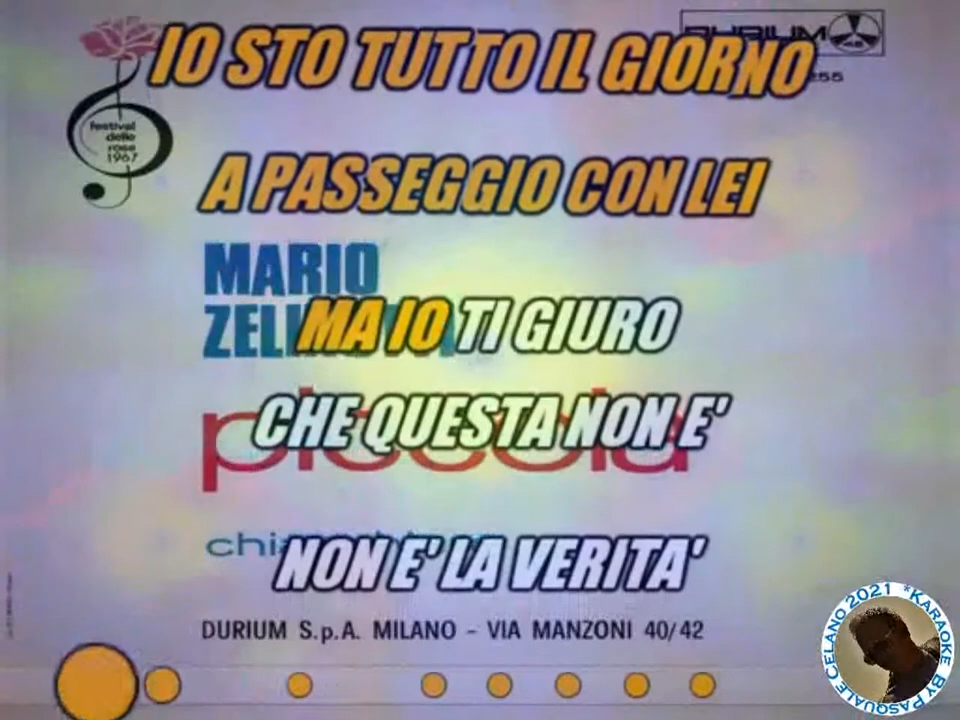 IO STO TUTTO IL GIORNO
DURIUM
festival
delle
rose
1967
A PASSEGGIO CON LEI
MARIO
MA IO TI GIURO
CHE QUESTA NON E'
piccola
NON E' LA VERITA'
DURIUM S.p.A. MILANO - VIA MANZONI 40/42
PASQUALE CELANO 2021 *KARAOKE BY